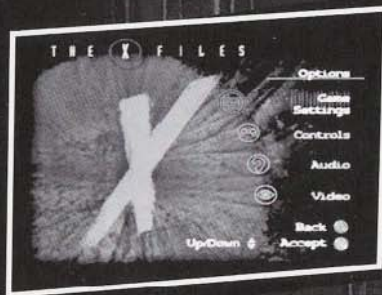 THE X FILES
Options
Game
Settings
Controls
Audio
Video
Back
Up/Down Accept